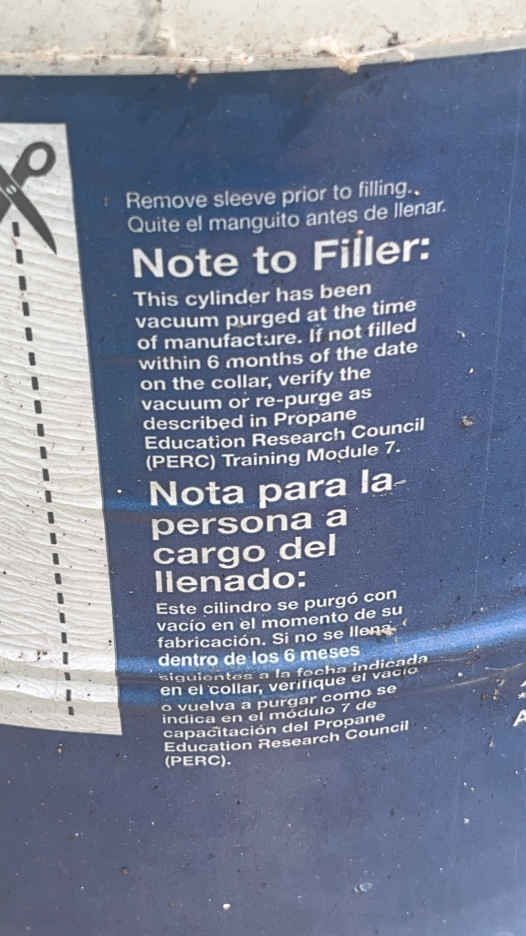 Remove sleeve prior to filling.
Quite el manguito antes de llenar.
Note to Filler:
This cylinder has been
vacuum purged at the time
of manufacture. If not filled
within 6 months of the date
on the collar, verify the
vacuum or re-purge as
described in Propane
Education Research Council
(PERC) Training Module 7.
Nota para la
persona a
cargo del
llenado:
Este cilindro se purgó con
vacío en el momento de su
fabricación. Si no se llena
dentro de los 6 meses
siguientes a la fecha indicada
en el collar, verifique el vacío
o vuelva a purgar como se
indica en el módulo 7 de
capacitación del Propane
Education Research Council
(PERC).